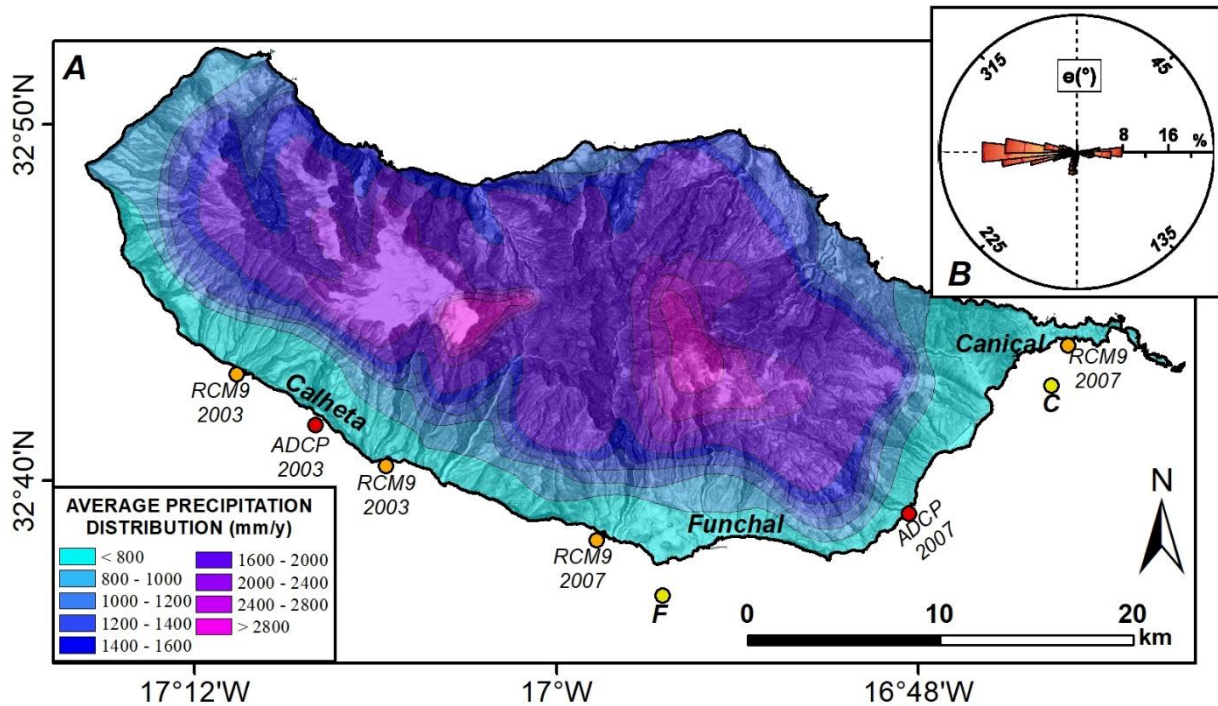 A
32°50'N
32°40'N
315
45
ɵ(°)
8
16
%
225
135
B
Canical
RCM9
2007
C
RCM9
2003
Calheta
ADCP
2003
RCM9
2003
Funchal
ADCP
2007
RCM9
2007
F
N
AVERAGE PRECIPITATION
DISTRIBUTION (mm/y)
< 800
800 - 1000
1000 - 1200
1200 - 1400
1400 - 1600
1600 - 2000
2000 - 2400
2400 - 2800
> 2800
0
10
20
km
17°12'W
17°W
16°48'W